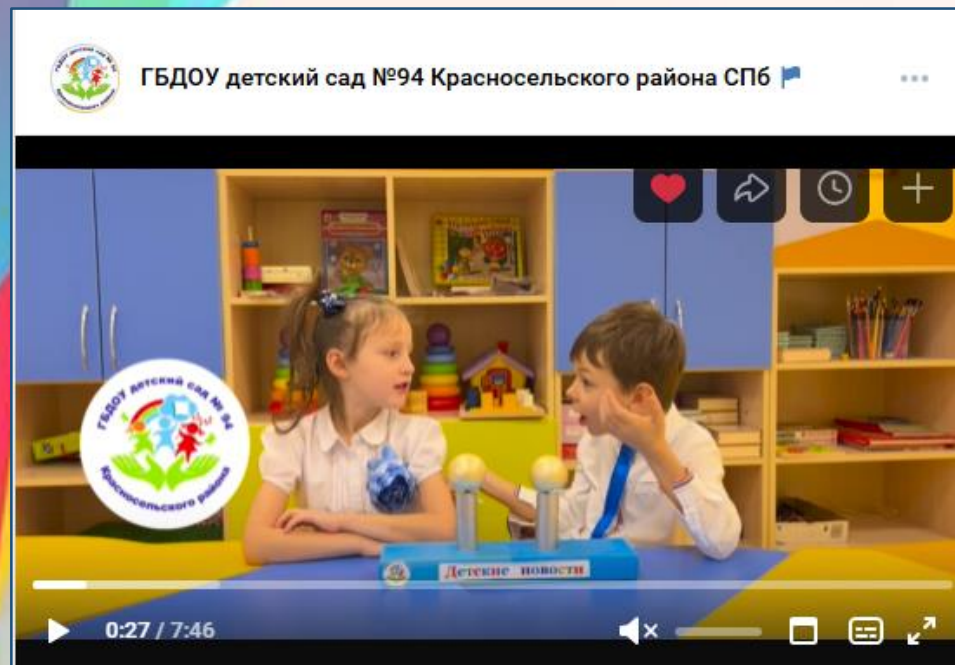 ГБДОУ детский сад №94 Красносельского района СПб
ГБДОУ детский сад № 94
Красносельского района
Детские новости
0:27 / 7:46